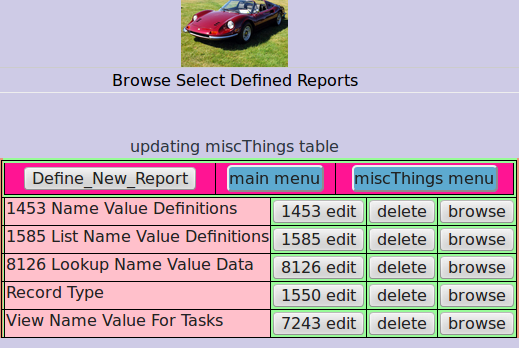 Browse Select Defined Reports
updating miscThings table
Define_New_Report main menu miscThings menu
1453 Name Value Definitions 1453 edit delete browse
1585 List Name Value Definitions 1585 edit delete browse
8126 Lookup Name Value Data 8126 edit delete browse
Record Type 1550 edit delete browse
View Name Value For Tasks 7243 edit delete browse